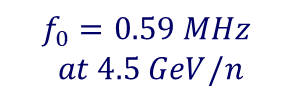 f₀ = 0.59 MHz
at 4.5 GeV/n